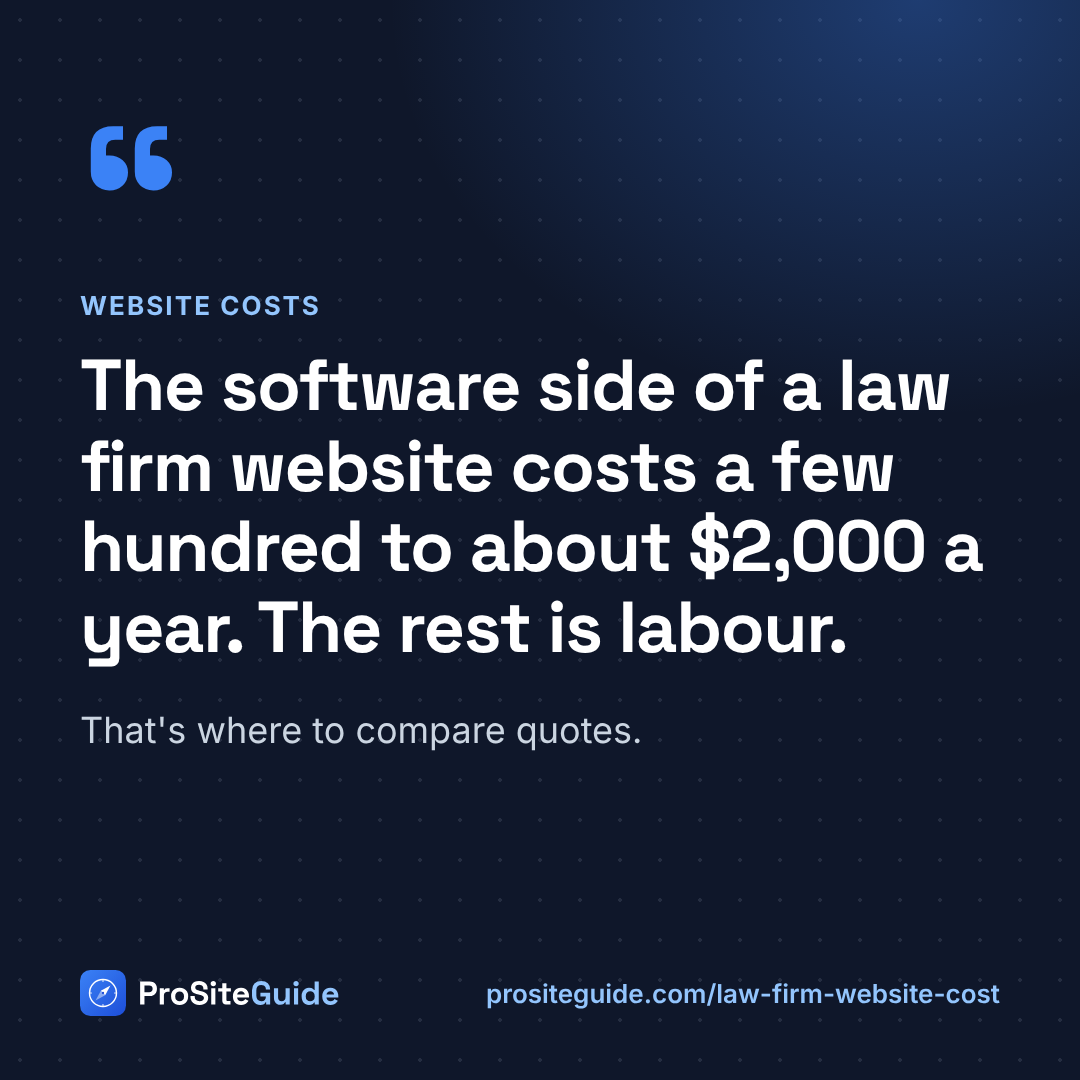 “
WEBSITE COSTS
The software side of a law
firm website costs a few
hundred to about $2,000 a
year. The rest is labour.
That's where to compare quotes.
ProSiteGuide
prositeguide.com/law-firm-website-cost